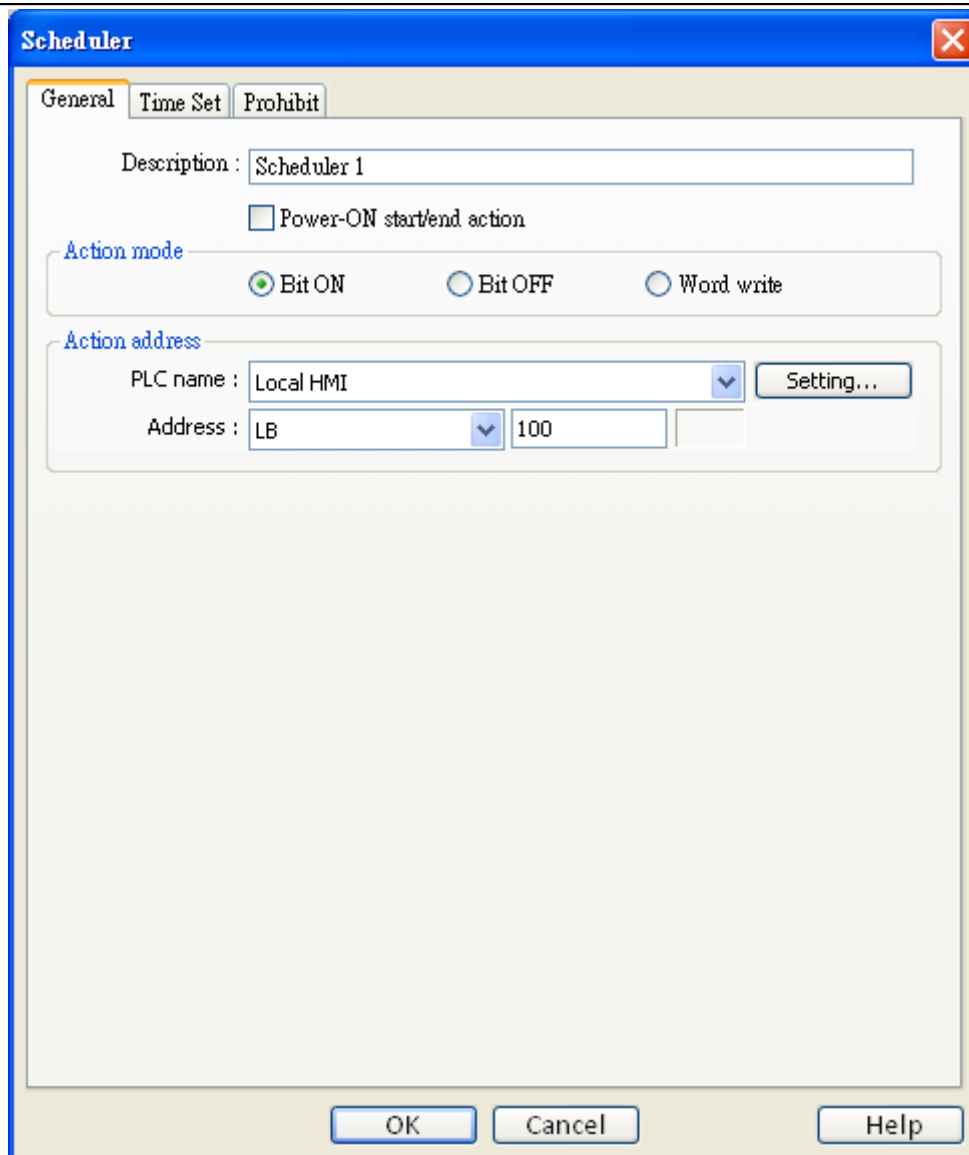 Scheduler
General Time Set Prohibit
Description : Scheduler 1
Power-ON start/end action
Action mode
Bit ON Bit OFF Word write
Action address
PLC name : Local HMI Setting...
Address : LB 100
OK Cancel Help